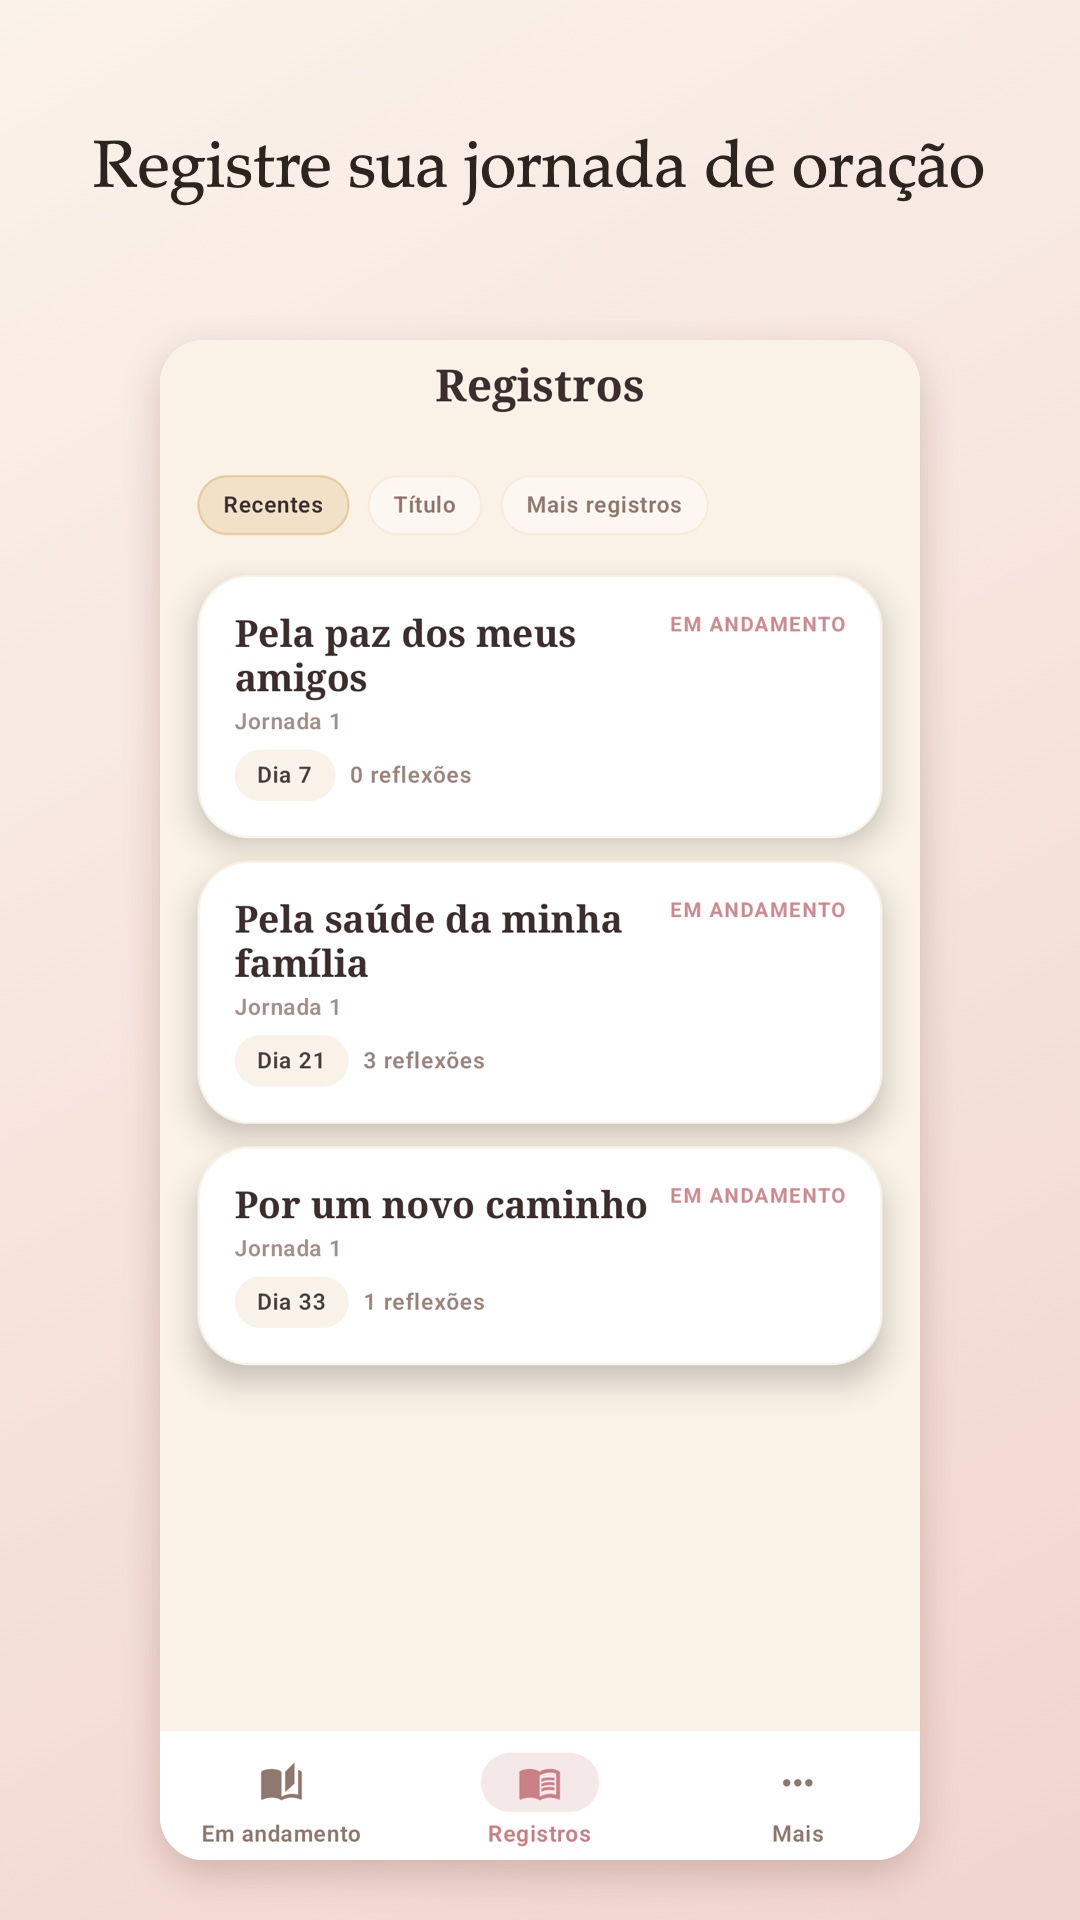 Registre sua jornada de oração
Registros
Recentes
Título
Mais registros
Pela paz dos meus
amigos
EM ANDAMENTO
Jornada 1
Dia 7
0 reflexões
Pela saúde da minha
família
EM ANDAMENTO
Jornada 1
Dia 21
3 reflexões
Por um novo caminho
EM ANDAMENTO
Jornada 1
Dia 33
1 reflexões
Em andamento
Registros
Mais